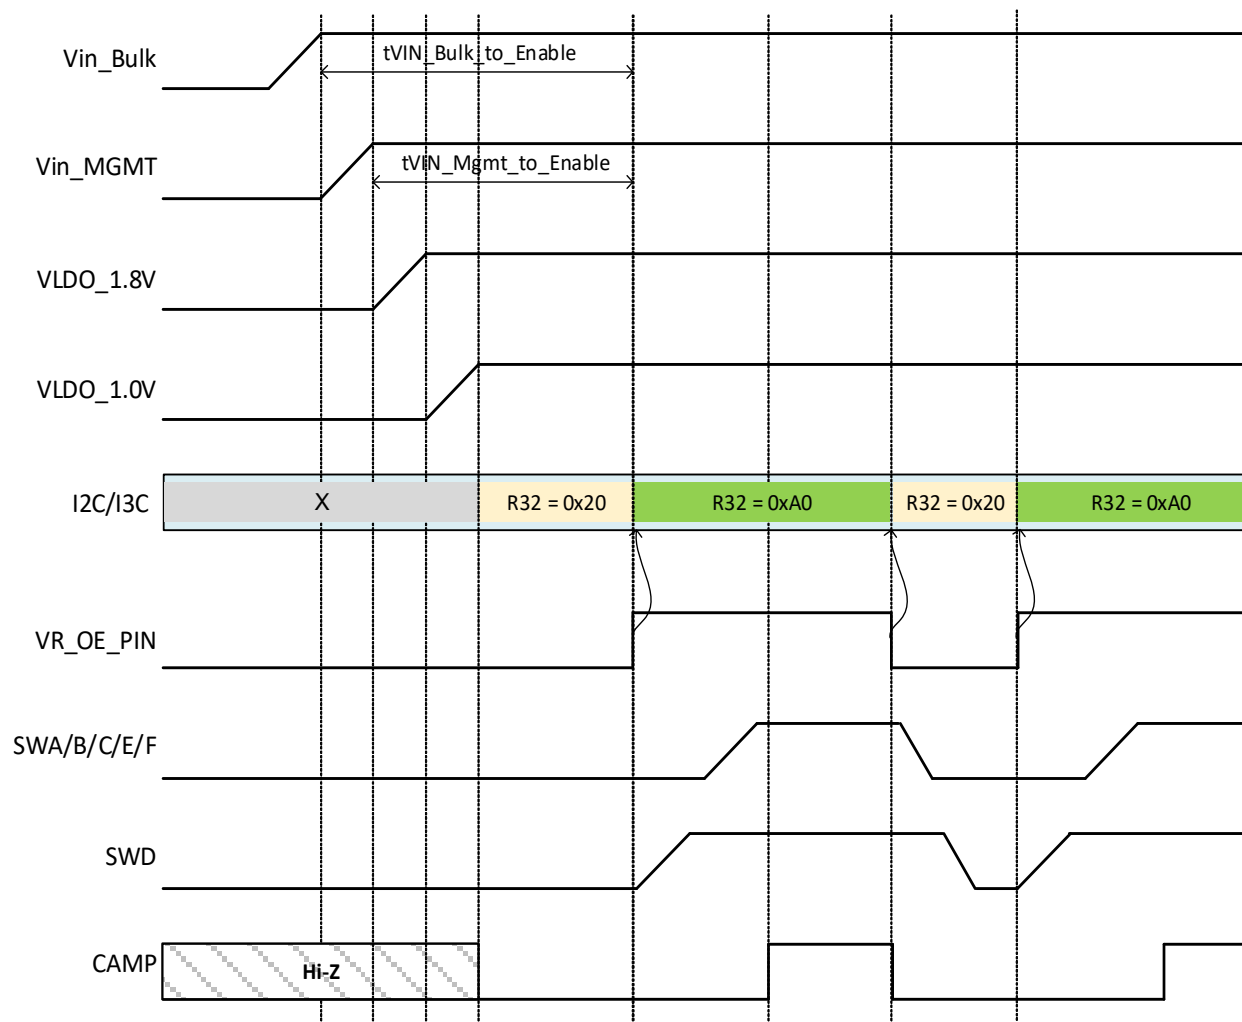 Vin_Bulk
tVIN_Bulk_to_Enable
Vin_MGMT
tVIN_Mgmt_to_Enable
VLDO_1.8V
VLDO_1.0V
I2C/I3C X R32 = 0x20 R32 = 0xA0 R32 = 0x20 R32 = 0xA0
VR_OE_PIN
SWA/B/C/E/F
SWD
CAMP Hi-Z